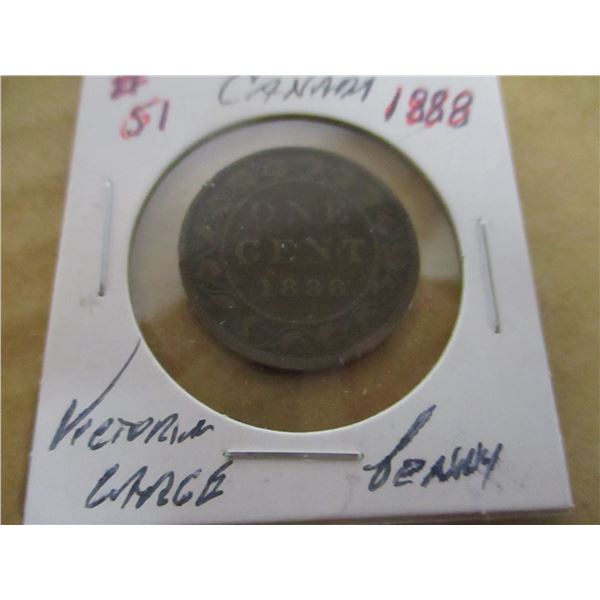 # CANADA 1888
51
ONE
CENT
1888
VICTORIA
LARGE PENNY